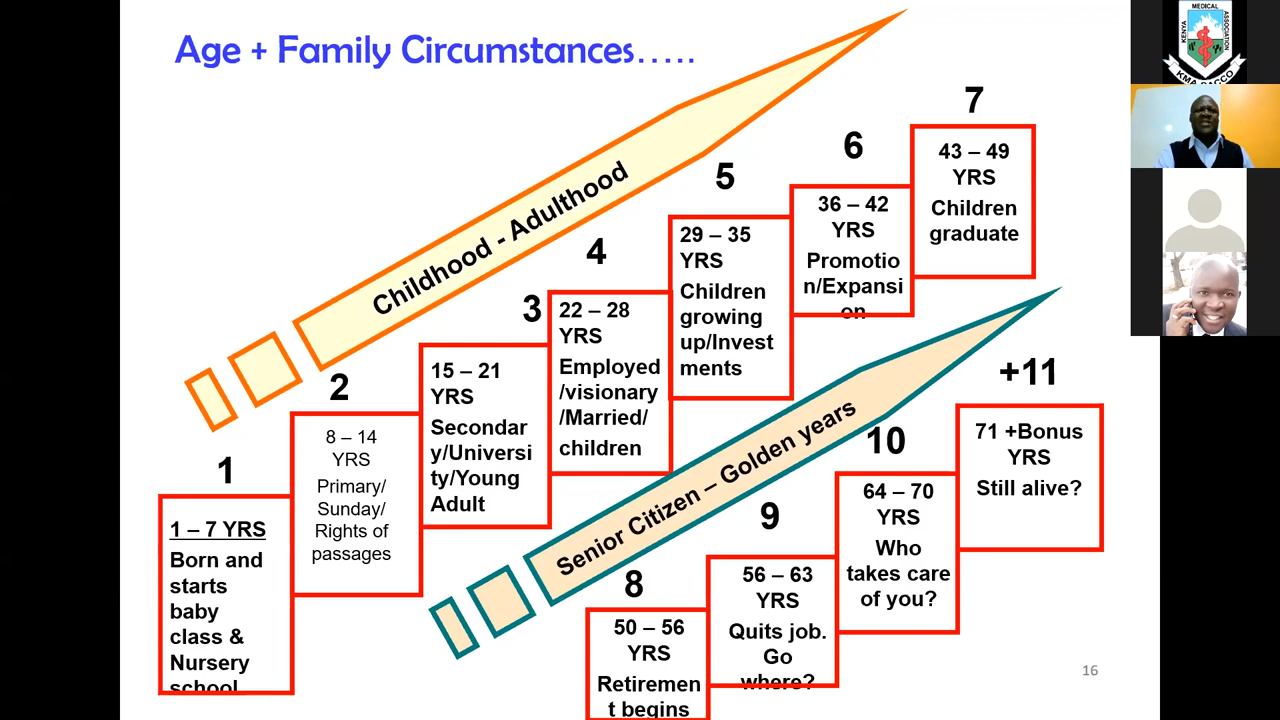 Age + Family Circumstances…..
KENYA
MEDICAL
ASSOCIATION
KMA SACCO
Childhood - Adulthood
1
1 – 7 YRS
Born and
starts
baby
class &
Nursery
school
2
8 – 14
YRS
Primary/
Sunday/
Rights of
passages
3
15 – 21
YRS
Secondar
y/Universi
ty/Young
Adult
4
22 – 28
YRS
Employed
/visionary
/Married/
children
5
29 – 35
YRS
Children
growing
up/Invest
ments
6
36 – 42
YRS
Promotio
n/Expansi
on
7
43 – 49
YRS
Children
graduate
Senior Citizen – Golden years
8
50 – 56
YRS
Retiremen
t begins
9
56 – 63
YRS
Quits job.
Go
where?
10
64 – 70
YRS
Who
takes care
of you?
+11
71 +Bonus
YRS
Still alive?
16